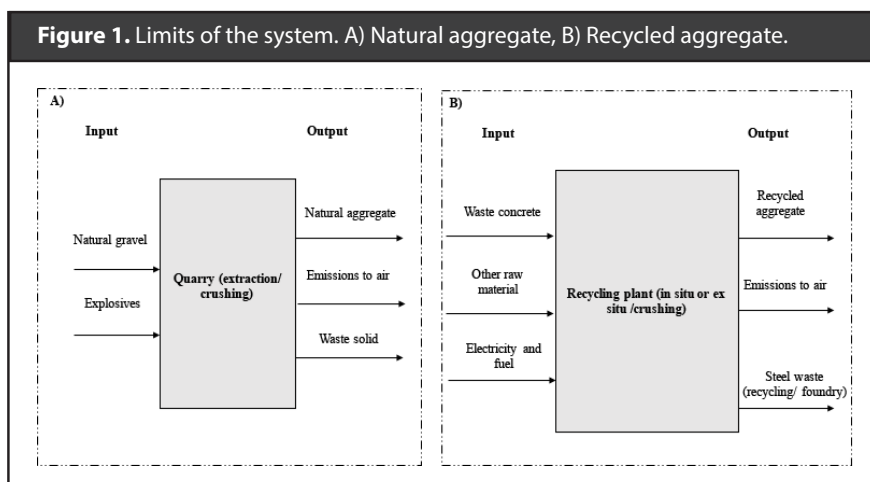 Figure 1. Limits of the system. A) Natural aggregate, B) Recycled aggregate.
A)
Input
Output
Natural gravel
Explosives
Quarry (extraction/
crushing)
Natural aggregate
Emissions to air
Waste solid
B)
Input
Output
Waste concrete
Other raw
material
Electricity and
fuel
Recycling plant (in situ or ex
situ /crushing)
Recycled
aggregate
Emissions to air
Steel waste
(recycling/ foundry)